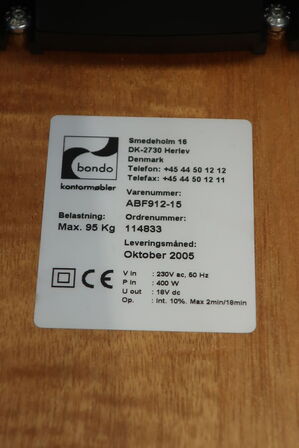 bondo
kontormøbler
Smedeholm 16
DK-2730 Herlev
Denmark
Telefon: +45 44 50 12 12
Telefax: +45 44 50 12 11
Varenummer:
ABF912-15
Belastning:
Max. 95 Kg
Ordrenummer:
114833
Leveringsmåned:
Oktober 2005
CE
V in : 230V ac, 50 Hz
P in : 400 W
U out : 18V dc
Op. : int. 10%. Max 2min/18min